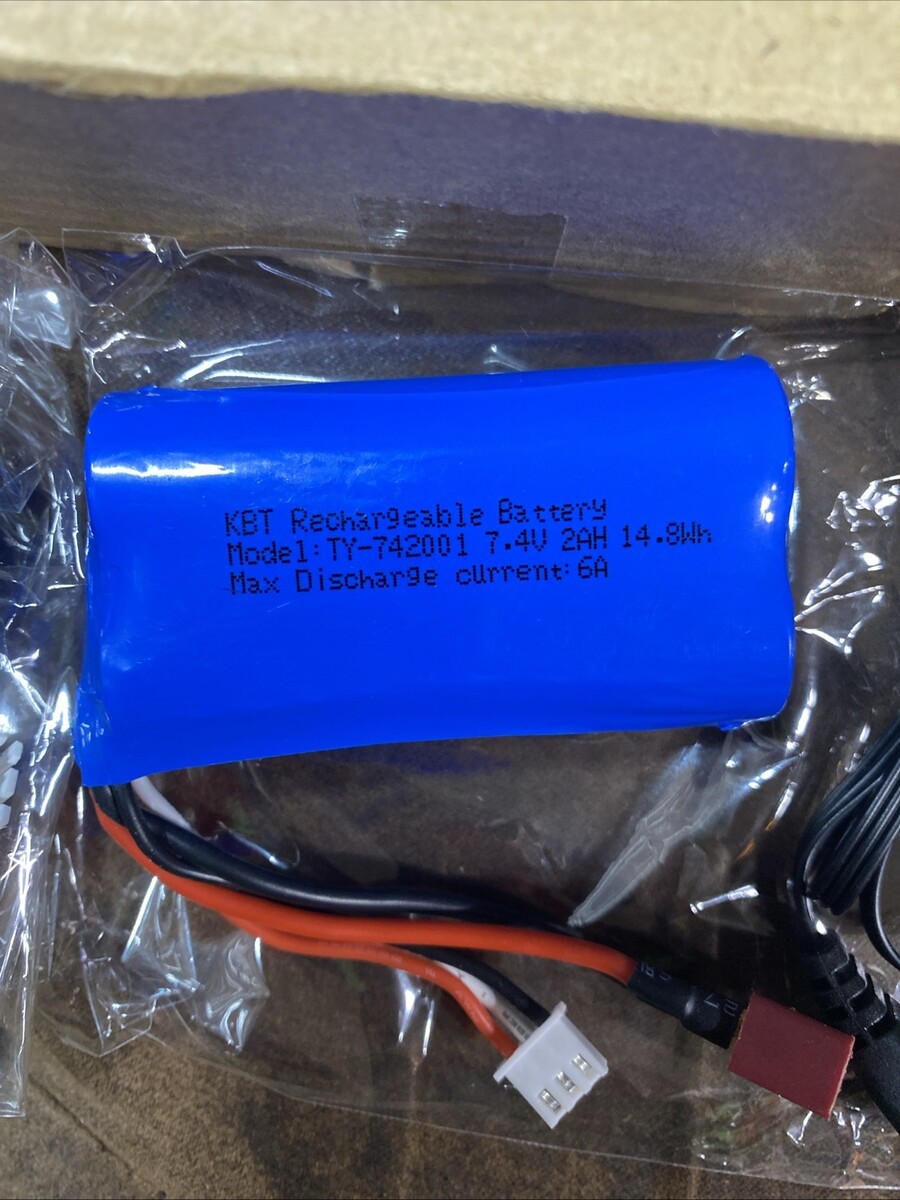 KBT Rechargeable Battery
Model:TY-742001 7.4V 2AH 14.8Wh
Max Discharge current:6A